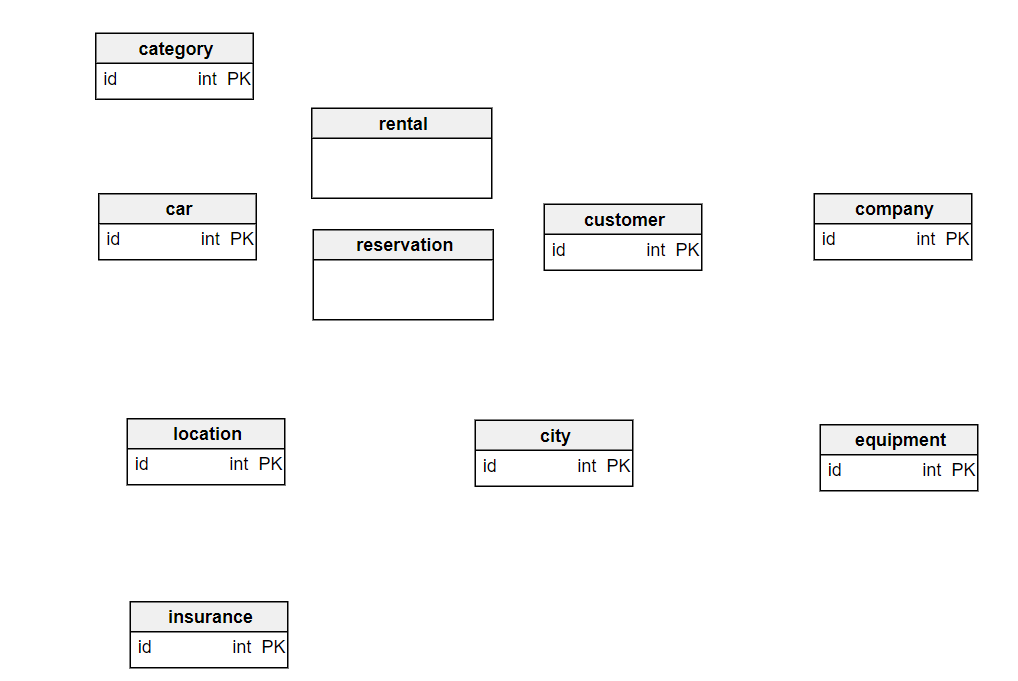 category
id int PK
rental
car
id int PK
reservation
customer
id int PK
company
id int PK
location
id int PK
city
id int PK
equipment
id int PK
insurance
id int PK